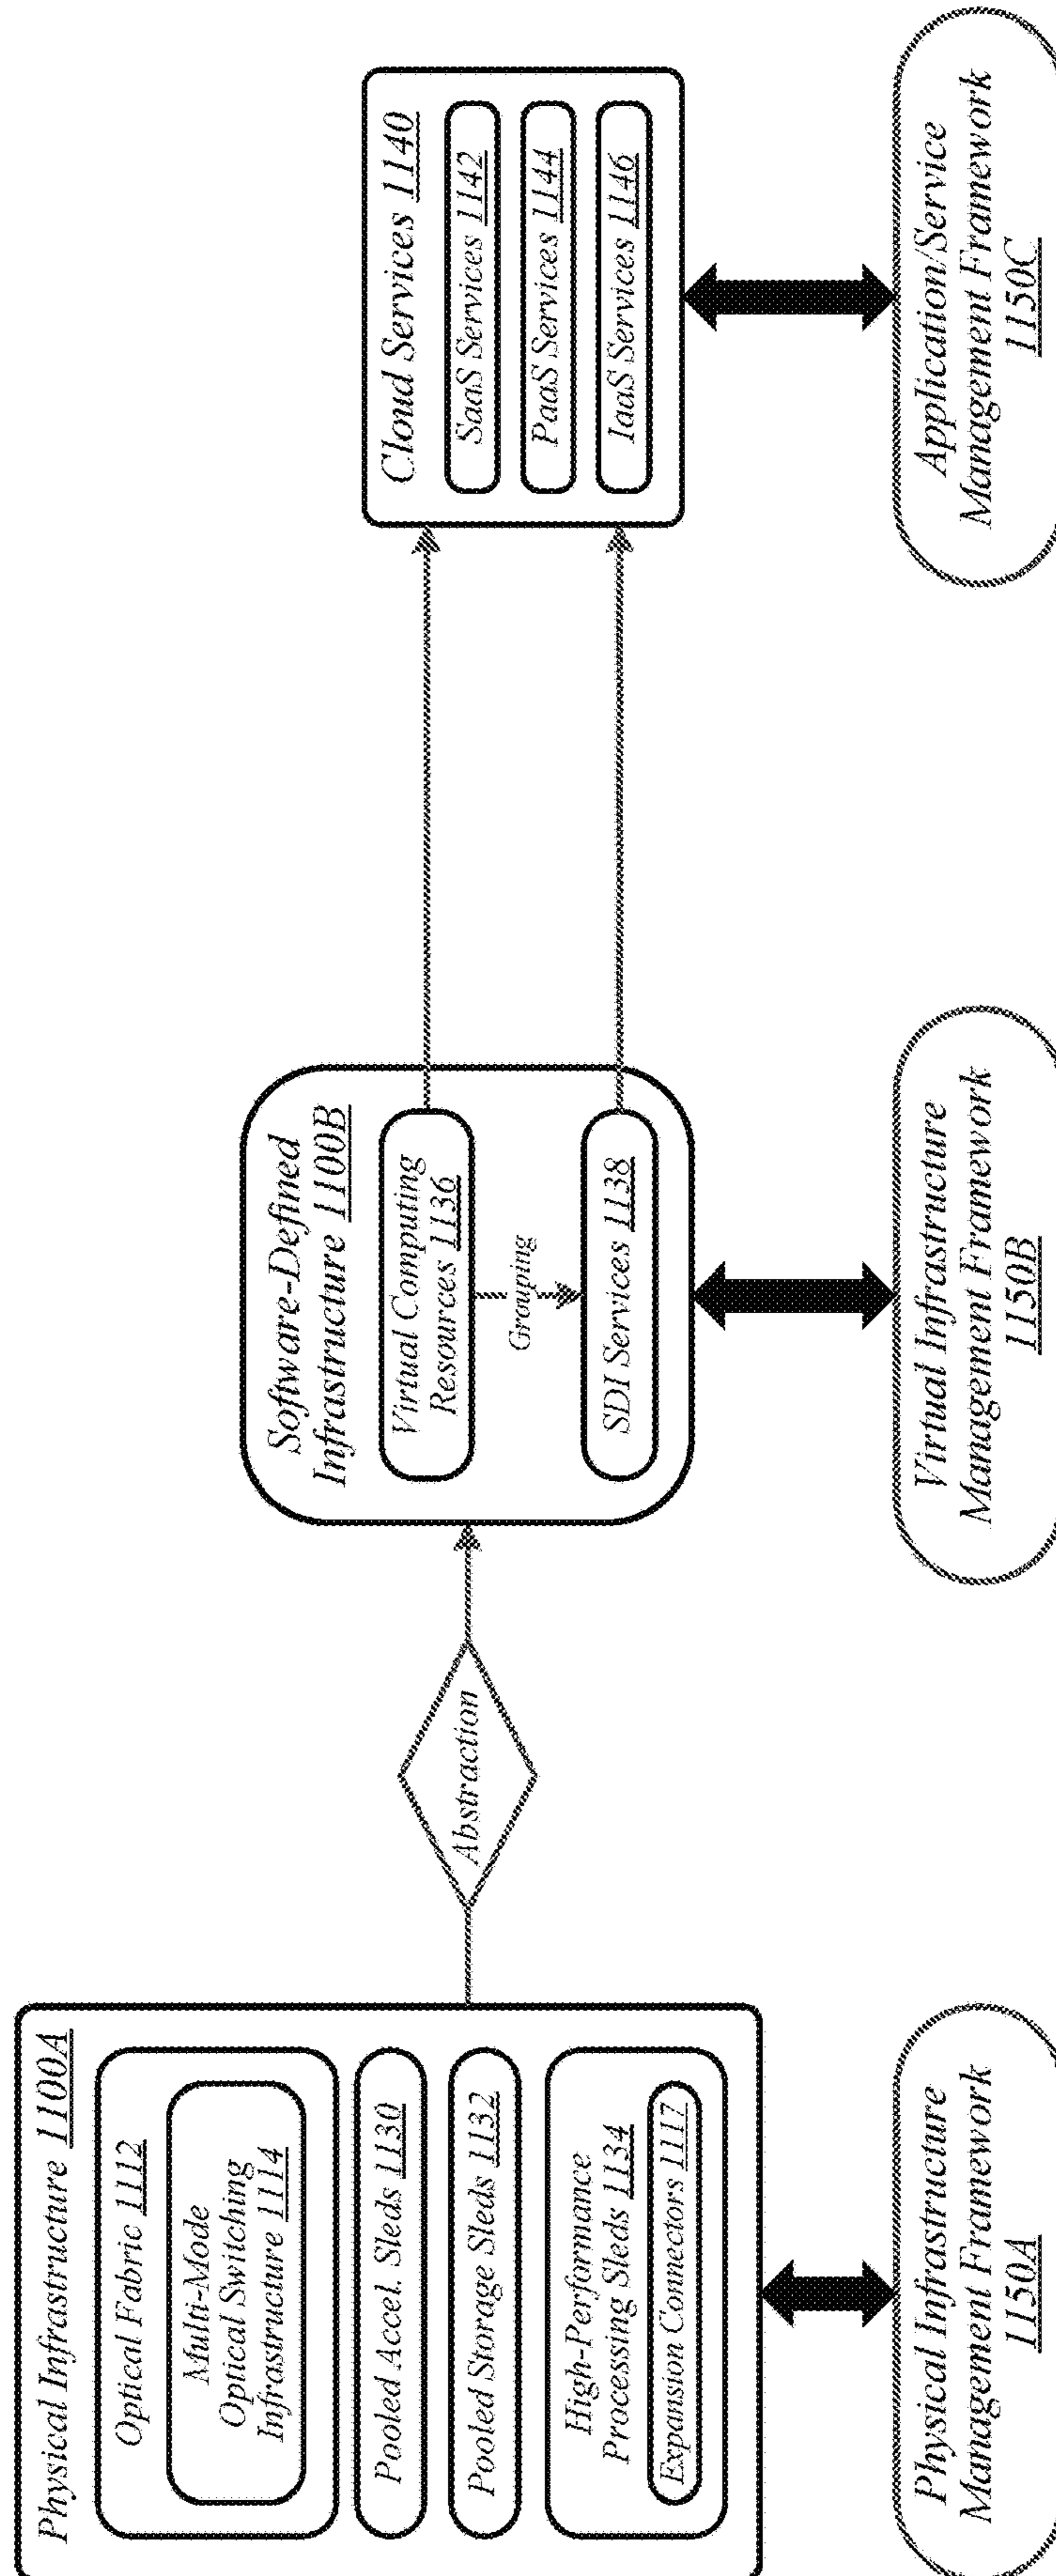 Physical Infrastructure 1100A
Optical Fabric 1112
Multi-Mode
Optical Switching
Infrastructure 1114
Pooled Accel. Sleds 1130
Pooled Storage Sleds 1132
High-Performance
Processing Sleds 1134
Expansion Connectors 1117
Physical Infrastructure
Management Framework
1150A
Abstraction
Software-Defined
Infrastructure 1100B
Virtual Computing
Resources 1136
Grouping
SDI Services 1138
Virtual Infrastructure
Management Framework
1150B
Cloud Services 1140
SaaS Services 1142
PaaS Services 1144
IaaS Services 1146
Application/Service
Management Framework
1150C